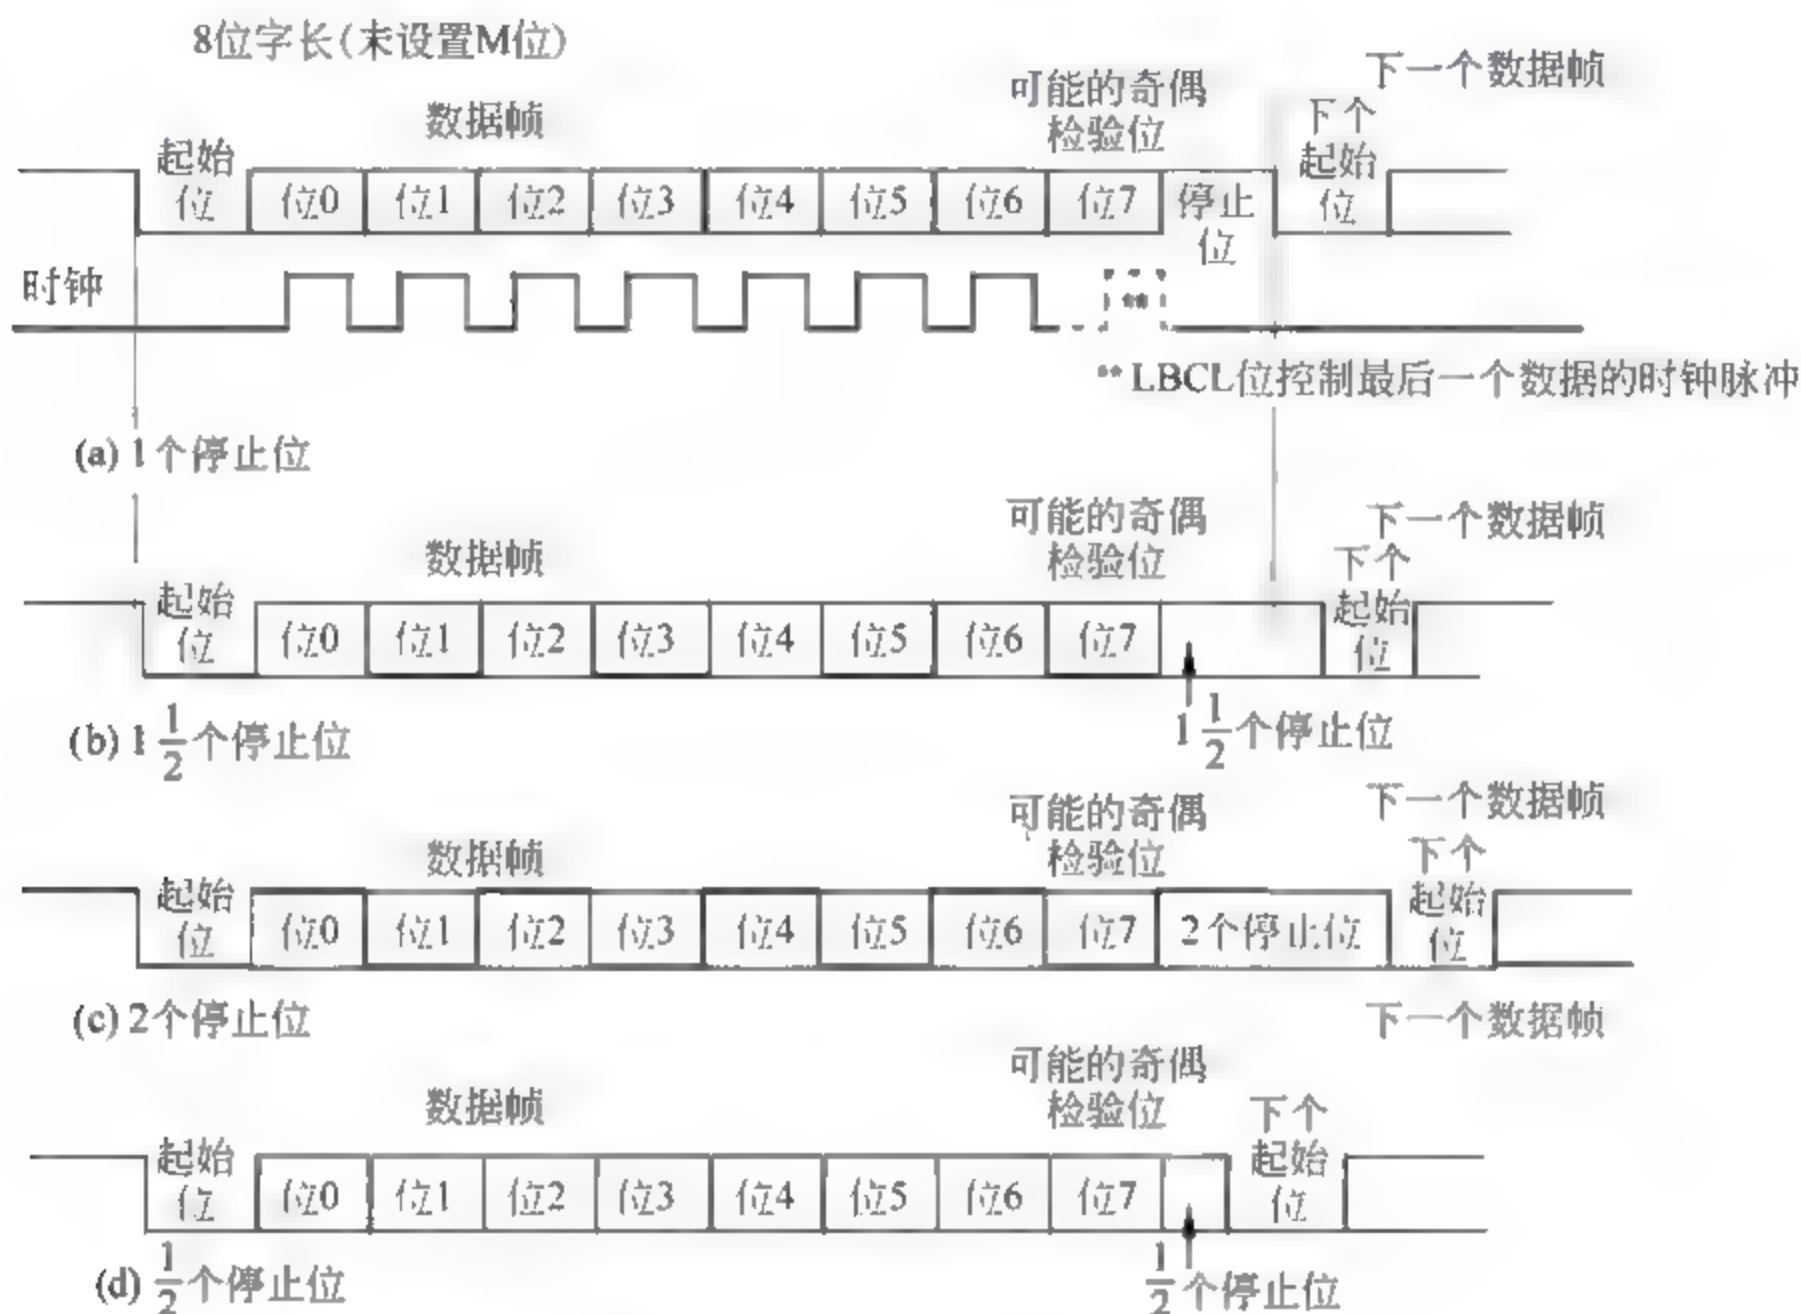 8位字长(未设置M位)
下一个数据帧
可能的奇偶
检验位
下个
起始
位
数据帧
起始
位
位0 位1 位2 位3 位4 位5 位6 位7 停止
位
时钟
**
** LBCL位控制最后一个数据的时钟脉冲
(a) 1个停止位
可能的奇偶
检验位
下一个数据帧
下个
起始
位
数据帧
起始
位
位0 位1 位2 位3 位4 位5 位6 位7
(b) 1 1/2 个停止位
1 1/2 个停止位
可能的奇偶
检验位
下一个数据帧
下个
起始
位
数据帧
起始
位
位0 位1 位2 位3 位4 位5 位6 位7 2个停止位
(c) 2个停止位
下一个数据帧
可能的奇偶
检验位
下个
起始
位
数据帧
起始
位
位0 位1 位2 位3 位4 位5 位6 位7
(d) 1/2 个停止位
1/2 个停止位